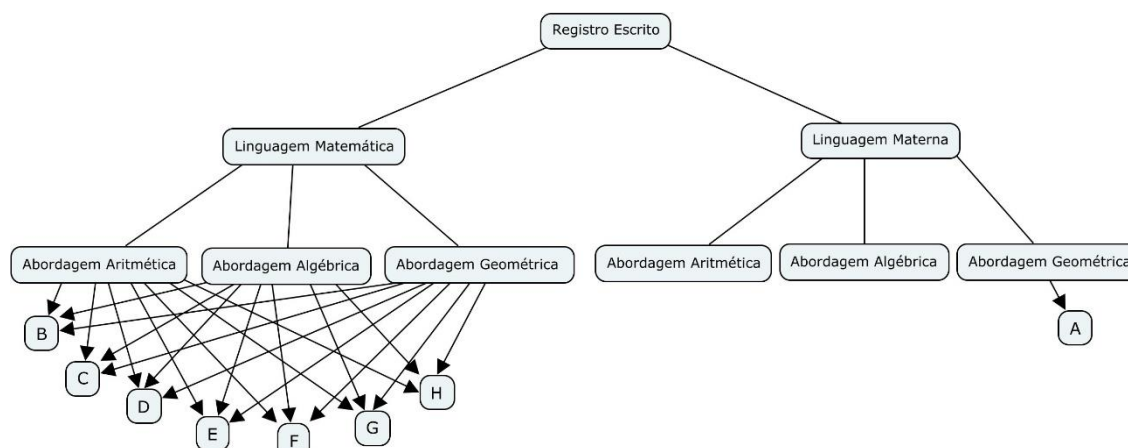 Registro Escrito
Linguagem Matemática
Linguagem Materna
Abordagem Aritmética
Abordagem Algébrica
Abordagem Geométrica
Abordagem Aritmética
Abordagem Algébrica
Abordagem Geométrica
B
A
C
D
H
E
F
G